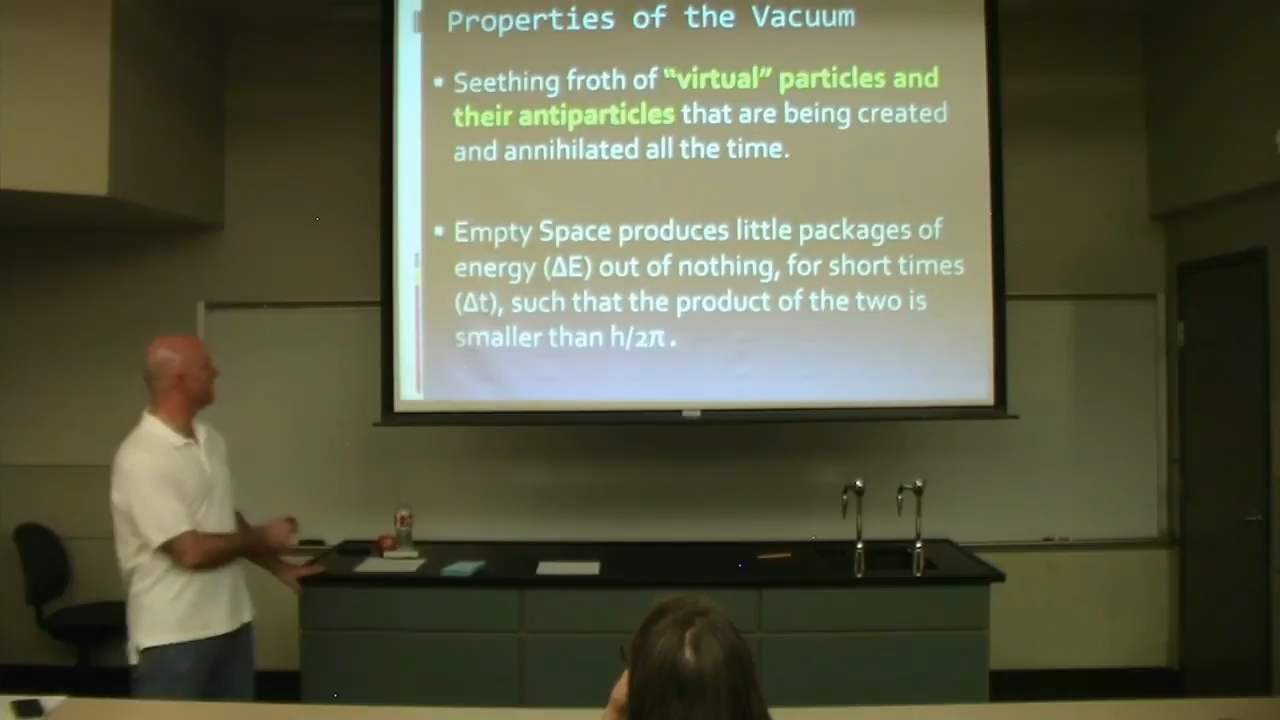 Properties of the Vacuum
▪ Seething froth of “virtual” particles and
their antiparticles that are being created
and annihilated all the time.
▪ Empty Space produces little packages of
energy (ΔE) out of nothing, for short times
(Δt), such that the product of the two is
smaller than h/2π.